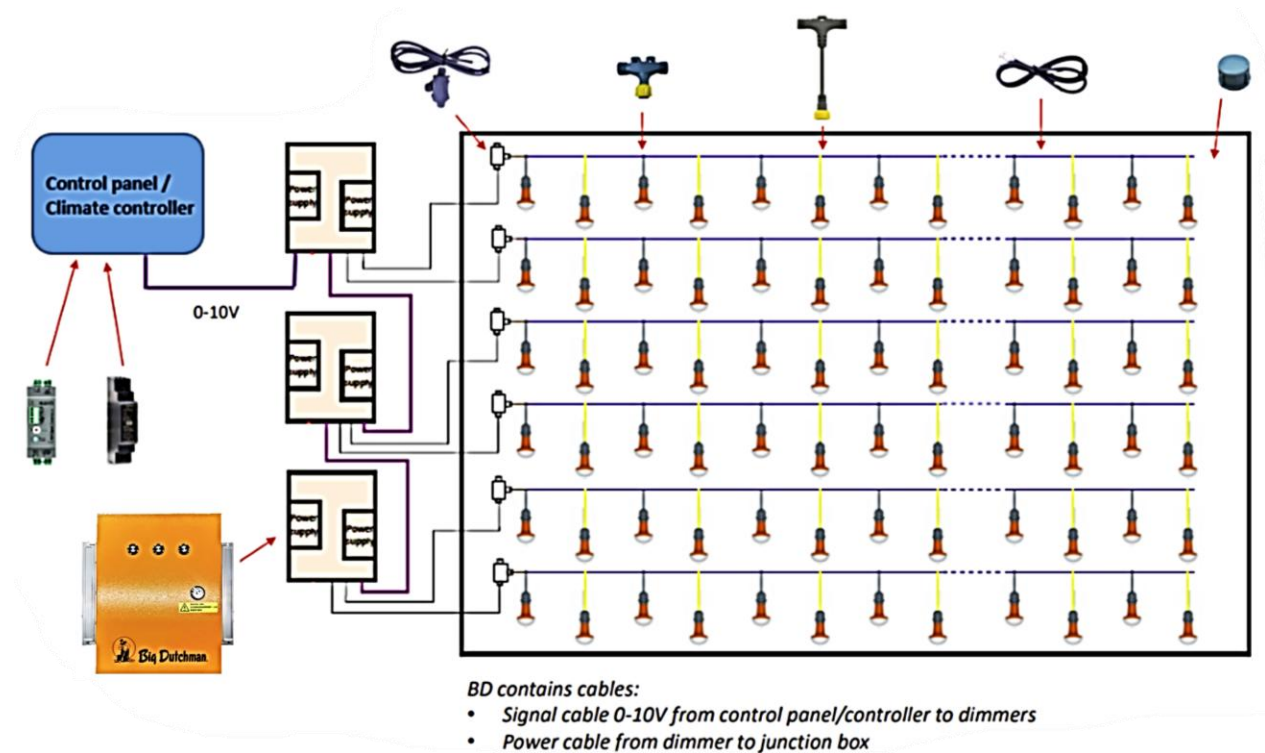 Control panel /
Climate controller
0-10V
Power
supply
Power
supply
Power
supply
Power
supply
Power
supply
Power
supply
Big Dutchman
BD contains cables:
• Signal cable 0-10V from control panel/controller to dimmers
• Power cable from dimmer to junction box